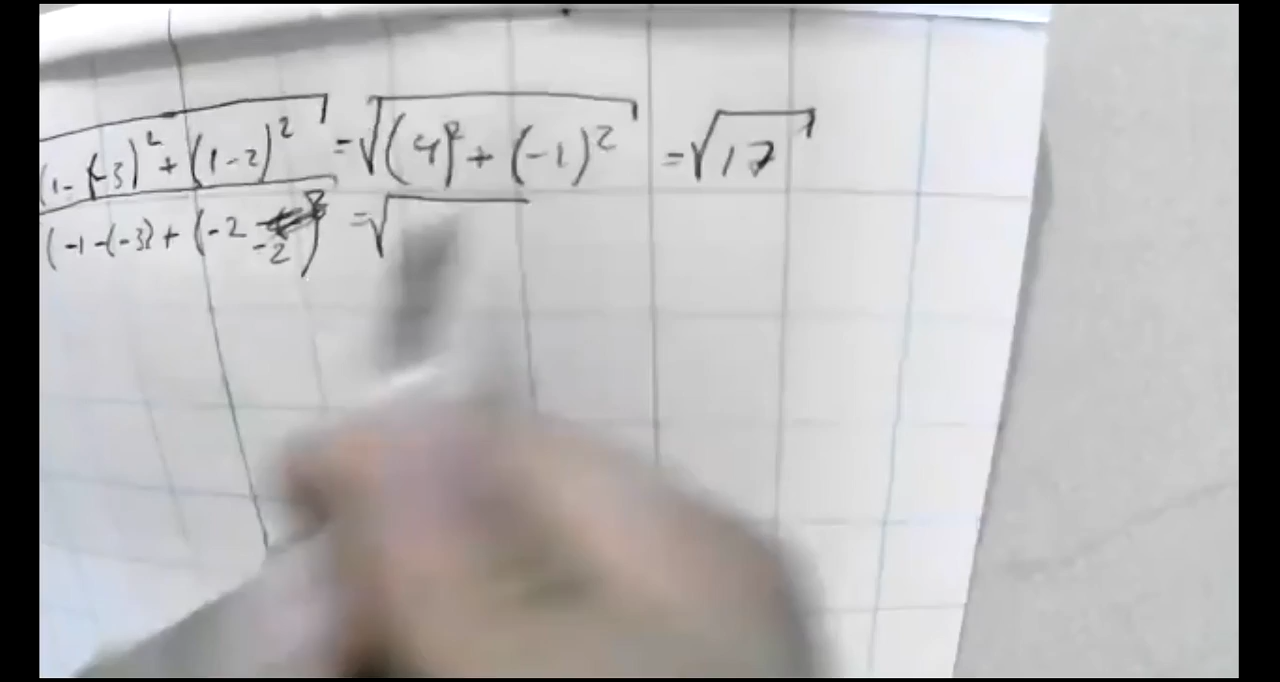 (1-(-3)² + (1-2)² = √(4)² + (-1)² = √17
(-1-(-3) + (-2 -2) = √